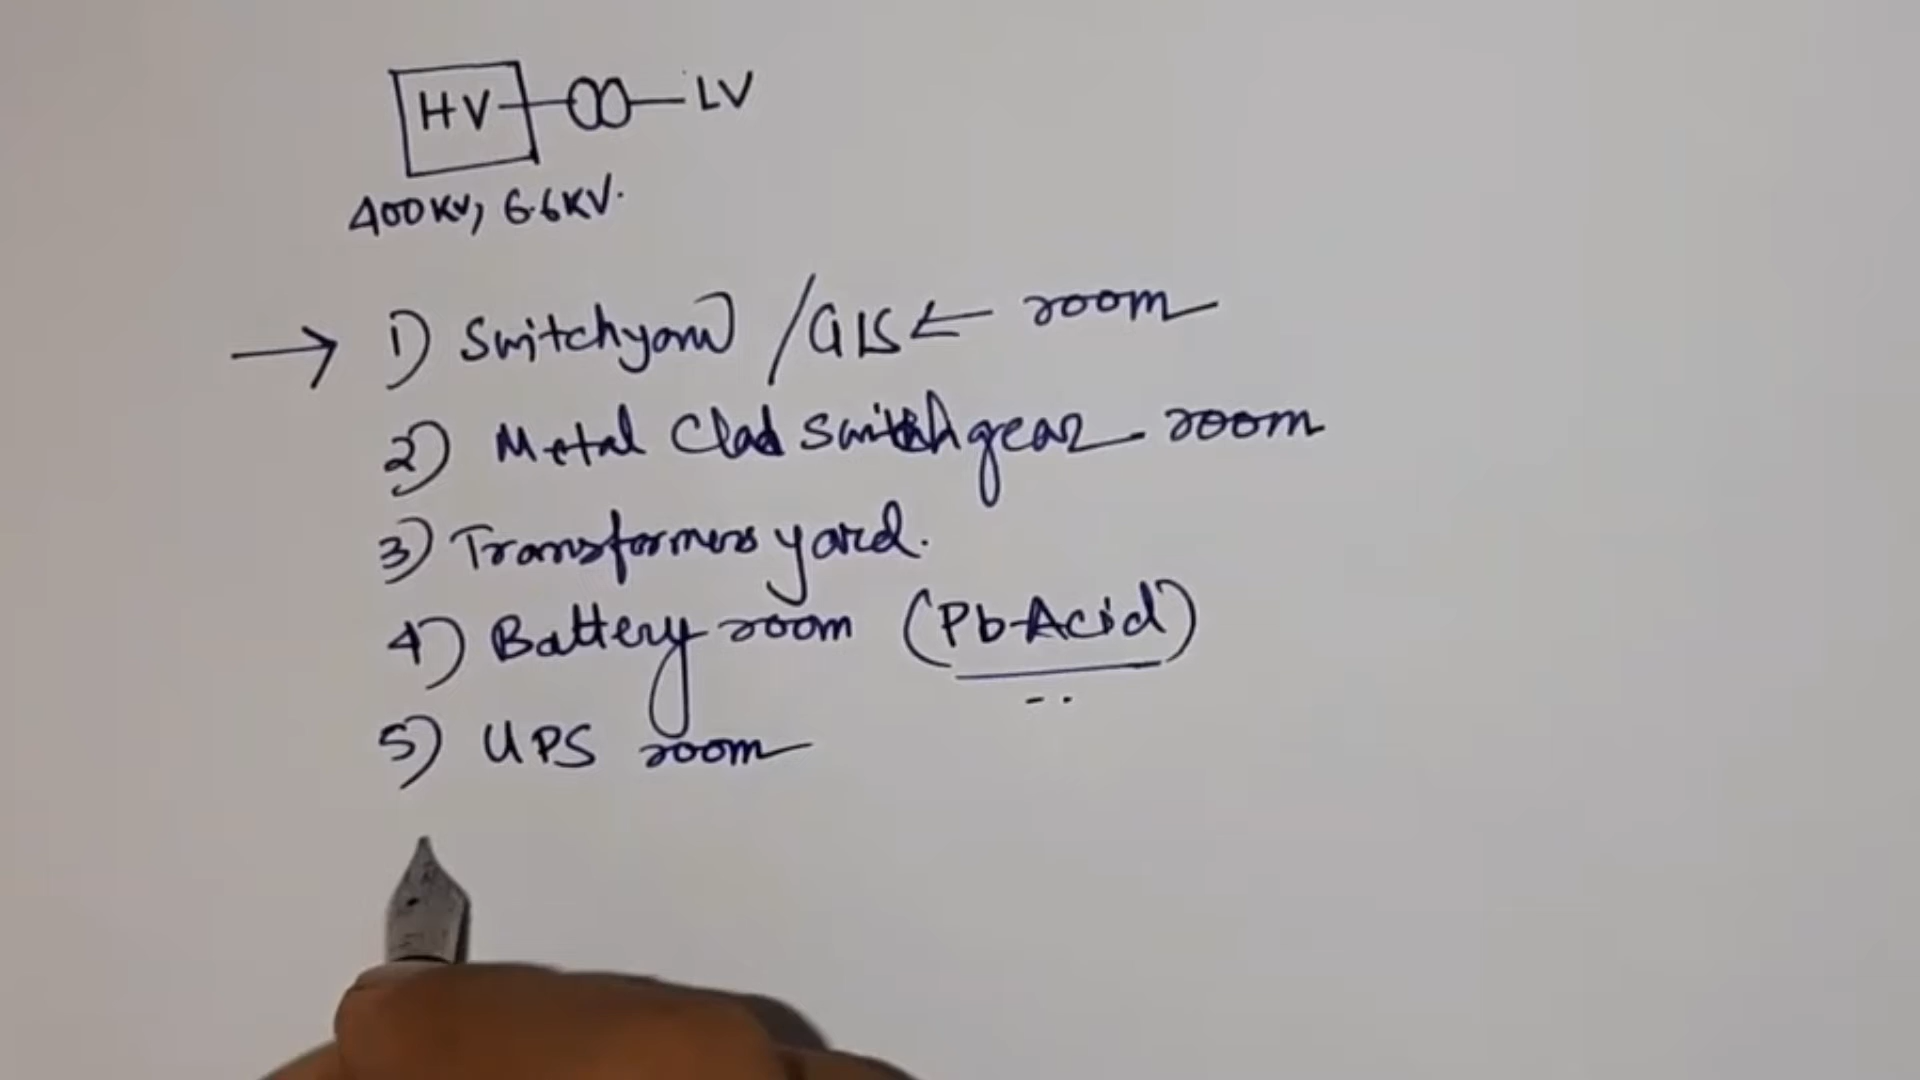 HV LV
400KV, 6.6KV.
→ 1) Switchyard / GIS ← room
2) Metal Clad Switchgear room
3) Transformers yard.
4) Battery room (Pb-Acid)
5) UPS room